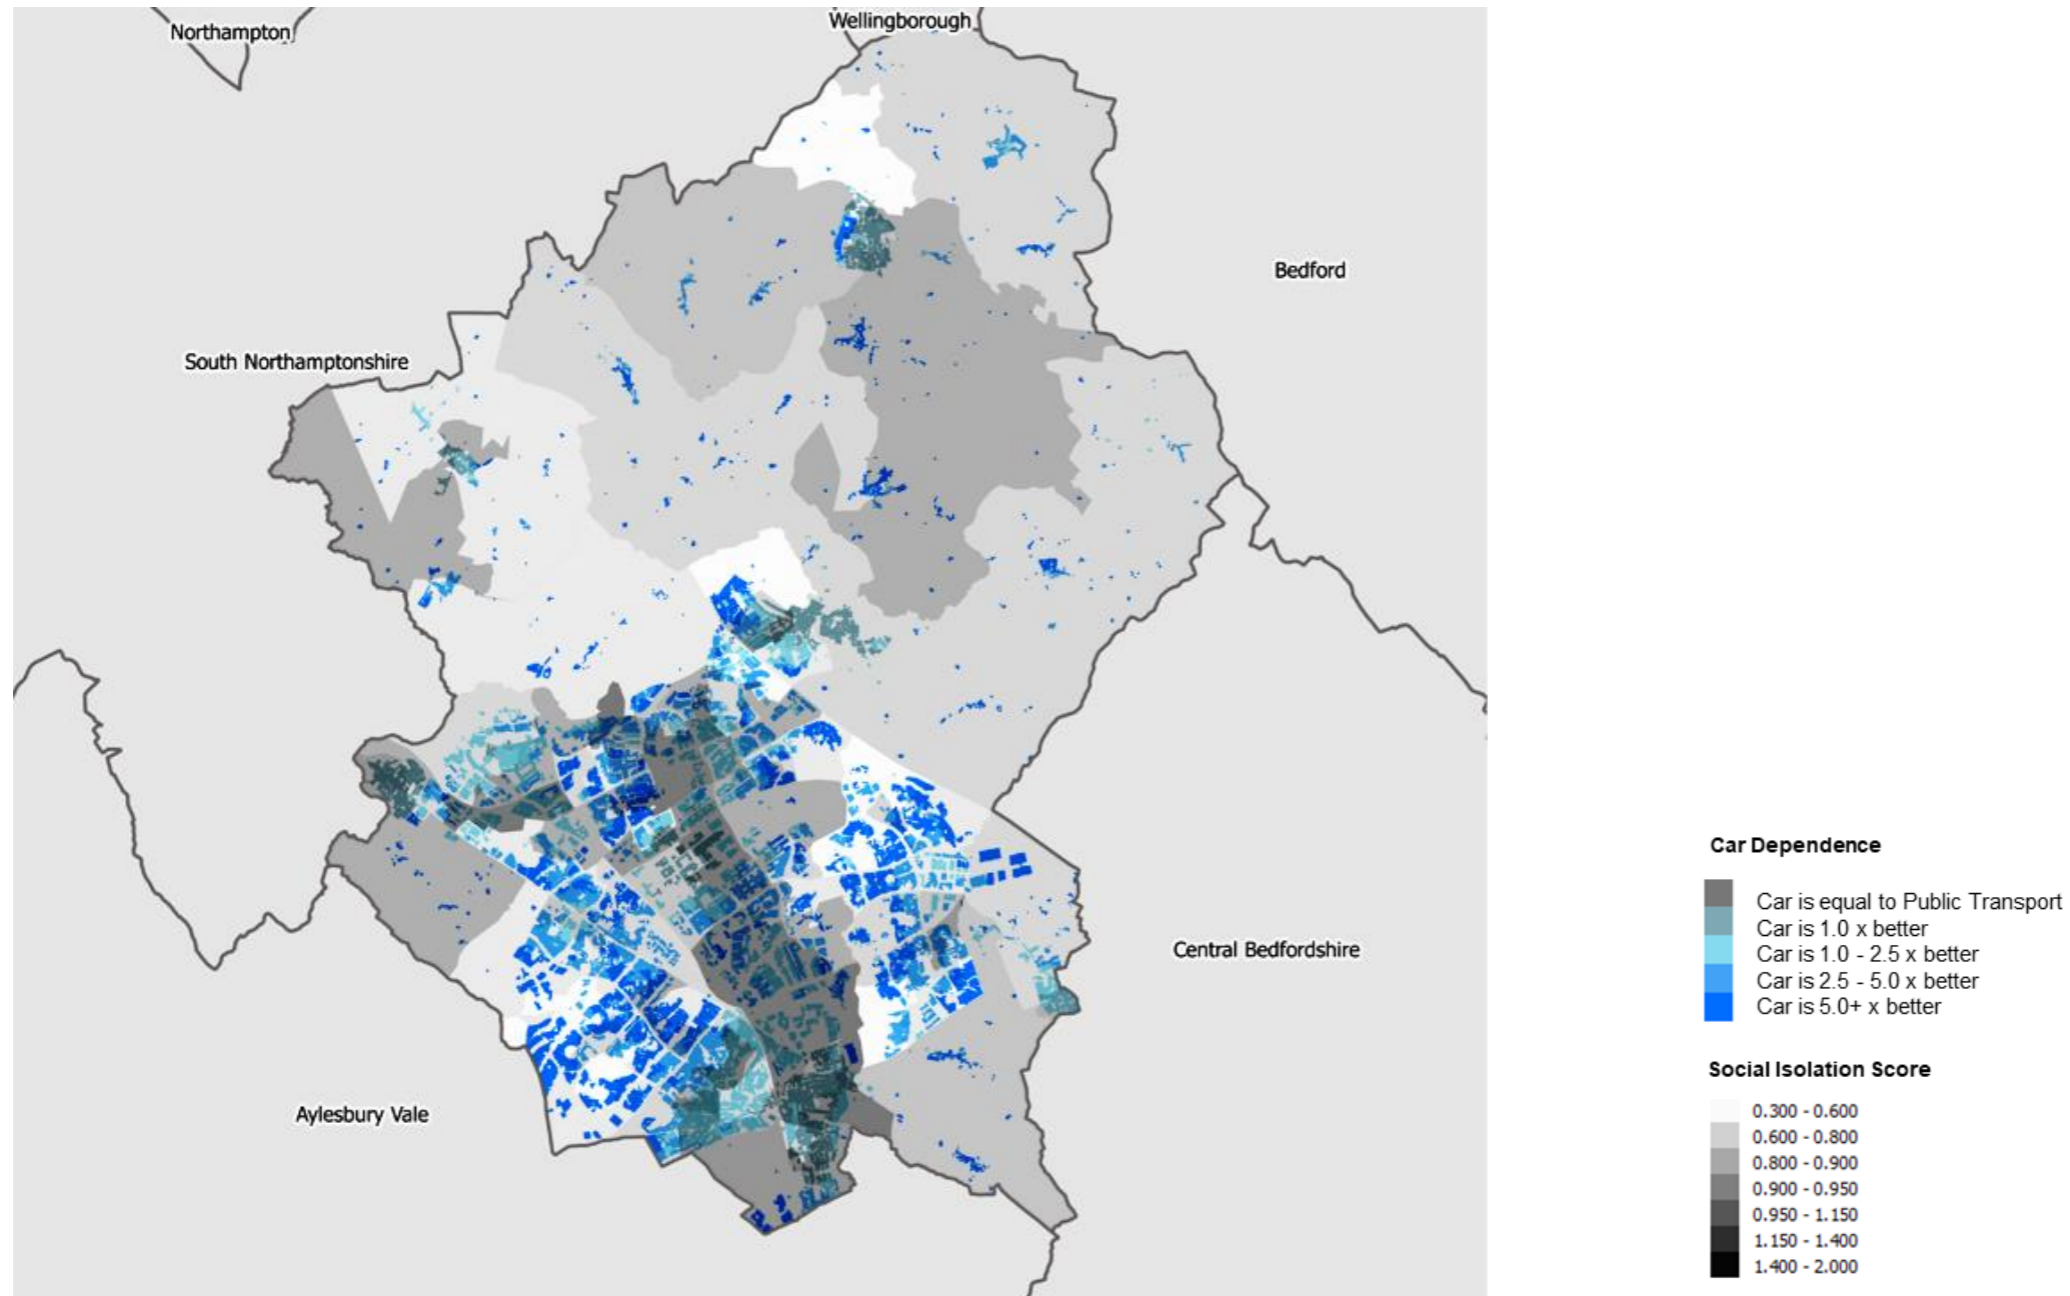 Northampton
Wellingborough
Bedford
South Northamptonshire
Central Bedfordshire
Aylesbury Vale
Car Dependence
Car is equal to Public Transport
Car is 1.0 x better
Car is 1.0 - 2.5 x better
Car is 2.5 - 5.0 x better
Car is 5.0+ x better
Social Isolation Score
0.300 - 0.600
0.600 - 0.800
0.800 - 0.900
0.900 - 0.950
0.950 - 1.150
1.150 - 1.400
1.400 - 2.000